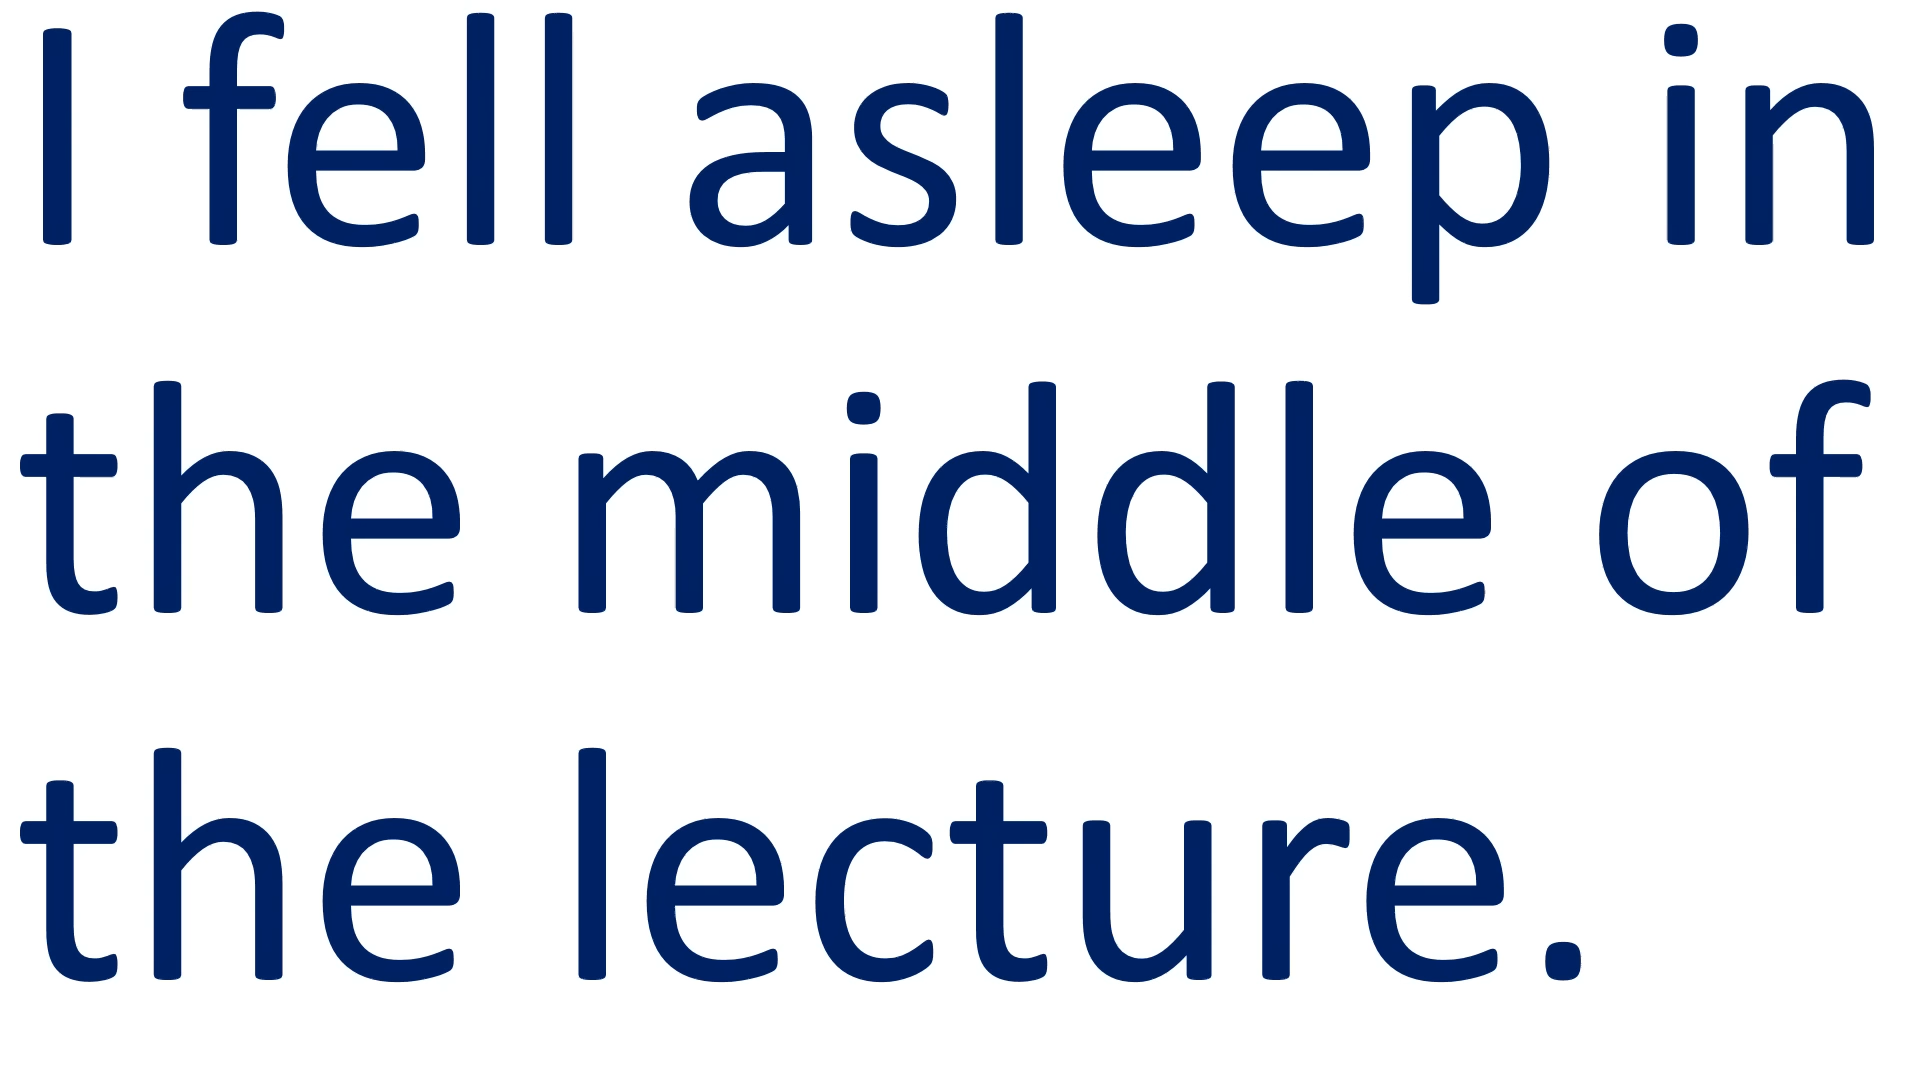 I fell asleep in
the middle of
the lecture.